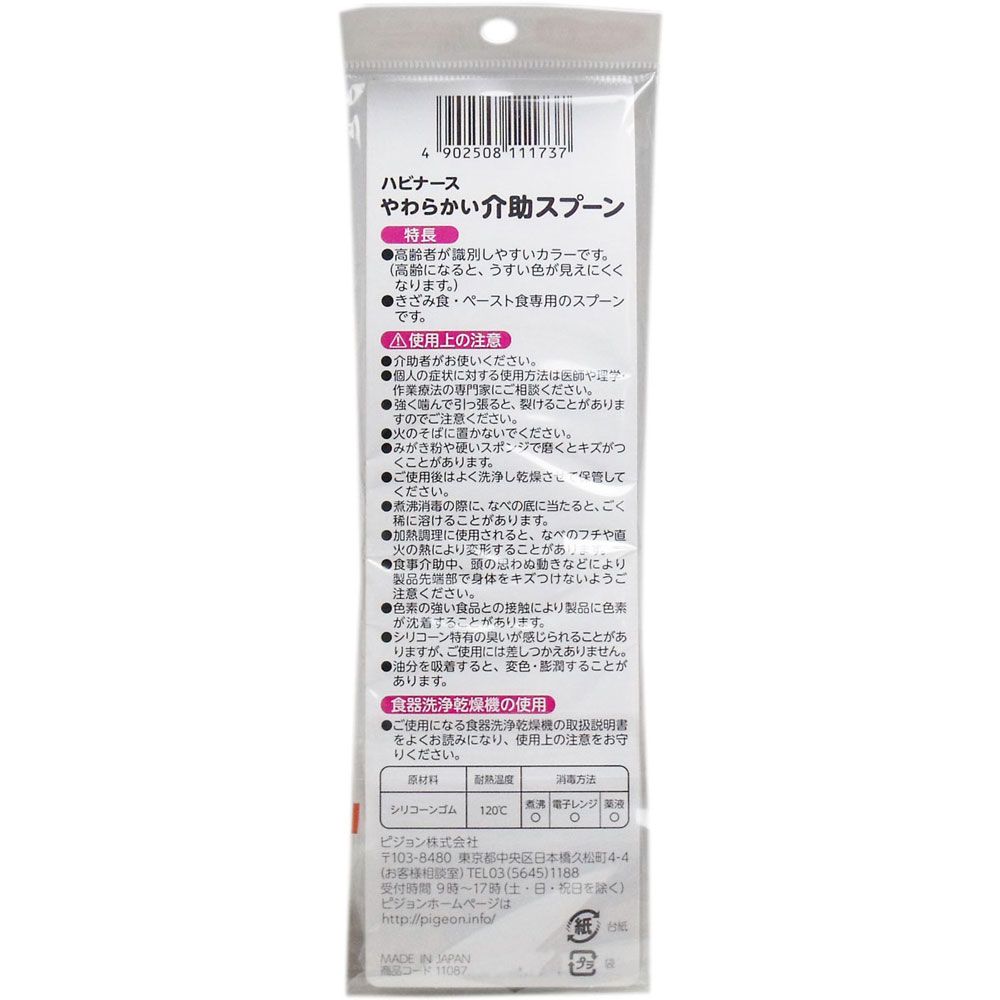 4 902508 111737
ハビナース
やわらかい介助スプーン
特長
●高齢者が識別しやすいカラーです。
(高齢になると、うすい色が見えにくく
なります。)
●きざみ食・ペースト食専用のスプーン
です。
⚠使用上の注意
●介助者がお使いください。
●個人の症状に対する使用方法は医師や理学・
作業療法の専門家にご相談ください。
●強く噛んで引っ張ると、裂けることがありま
すのでご注意ください。
●火のそばに置かないでください。
●みがき粉や硬いスポンジで磨くとキズがつ
くことがあります。
●ご使用後はよく洗浄し乾燥させて保管して
ください。
●煮沸消毒の際に、なべの底に当たると、ごく
稀に溶けることがあります。
●加熱調理に使用されると、なべのフチや直
火の熱により変形することがあります。
●食事介助中、頭の思わぬ動きなどにより
製品先端部で身体をキズつけないようご
注意ください。
●色素の強い食品との接触により製品に色素
が沈着することがあります。
●シリコーン特有の臭いが感じられることがあ
りますが、ご使用には差しつかえありません。
●油分を吸着すると、変色・膨潤することが
あります。
食器洗浄乾燥機の使用
●ご使用になる食器洗浄乾燥機の取扱説明書
をよくお読みになり、使用上の注意をお守
りください。
原材料 耐熱温度 消毒方法
シリコーンゴム 120℃ 煮沸 電子レンジ 薬液
○ ○ ○
ピジョン株式会社
〒103-8480 東京都中央区日本橋久松町4-4
(お客様相談室)TEL03(5645)1188
受付時間 9時〜17時(土・日・祝日を除く)
ピジョンホームページは
http://pigeon.info/
紙 台紙
MADE IN JAPAN
プラ 袋
商品コード 11087